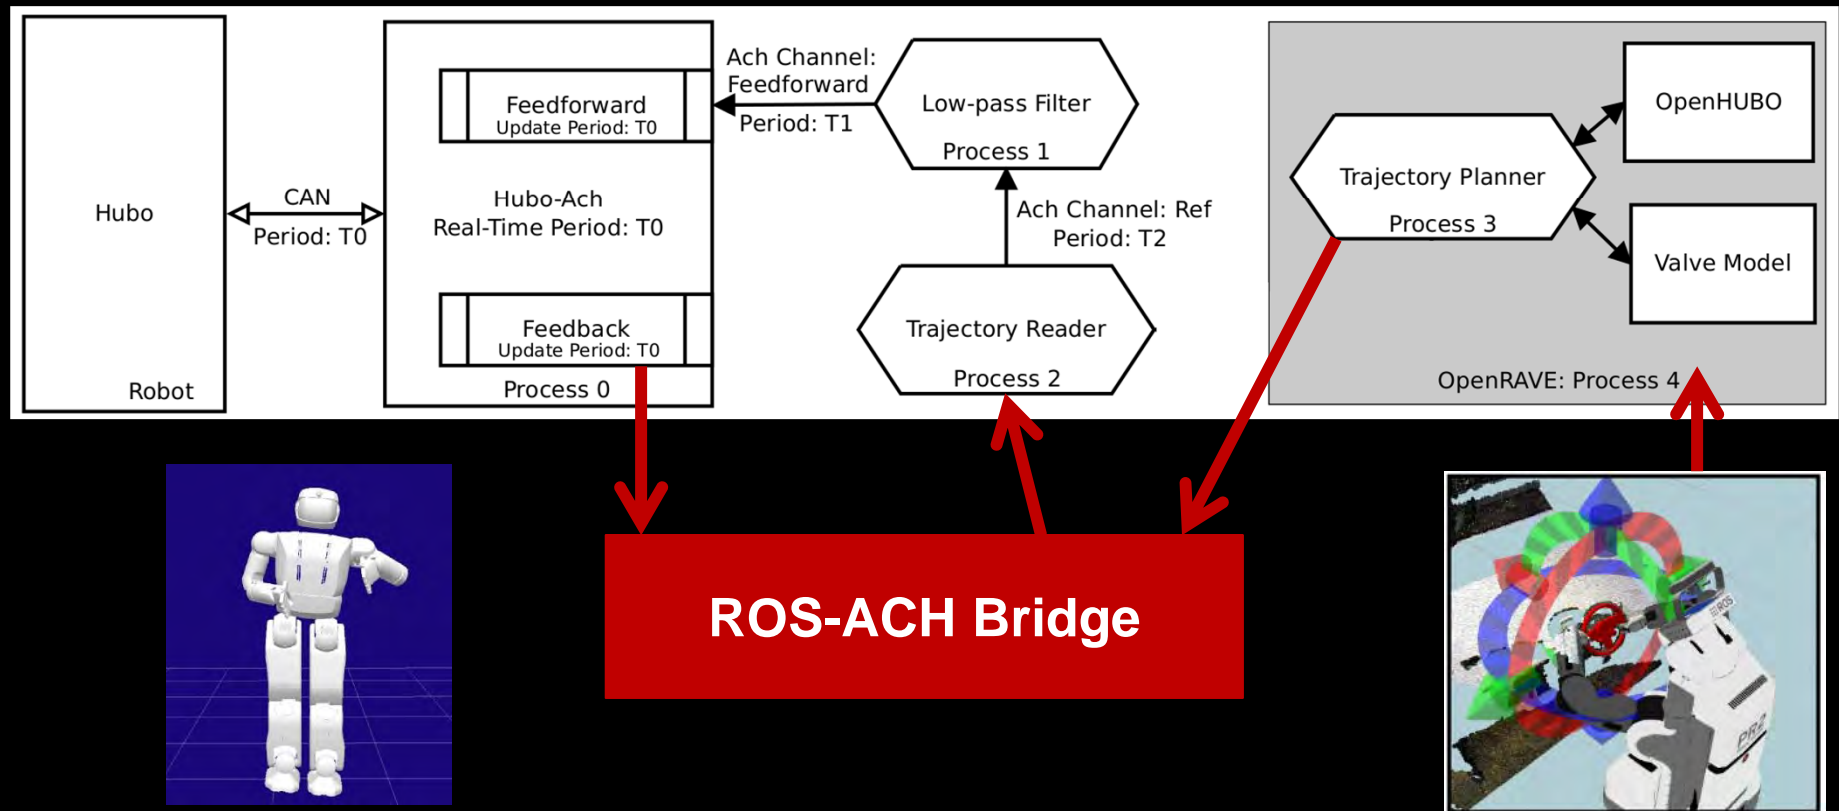 Hubo
Robot
CAN
Period: T0
Feedforward
Update Period: T0
Hubo-Ach
Real-Time Period: T0
Feedback
Update Period: T0
Process 0
Ach Channel:
Feedforward
Period: T1
Low-pass Filter
Process 1
Ach Channel: Ref
Period: T2
Trajectory Reader
Process 2
Trajectory Planner
Process 3
OpenHUBO
Valve Model
OpenRAVE: Process 4
ROS-ACH Bridge
ROS
PR2